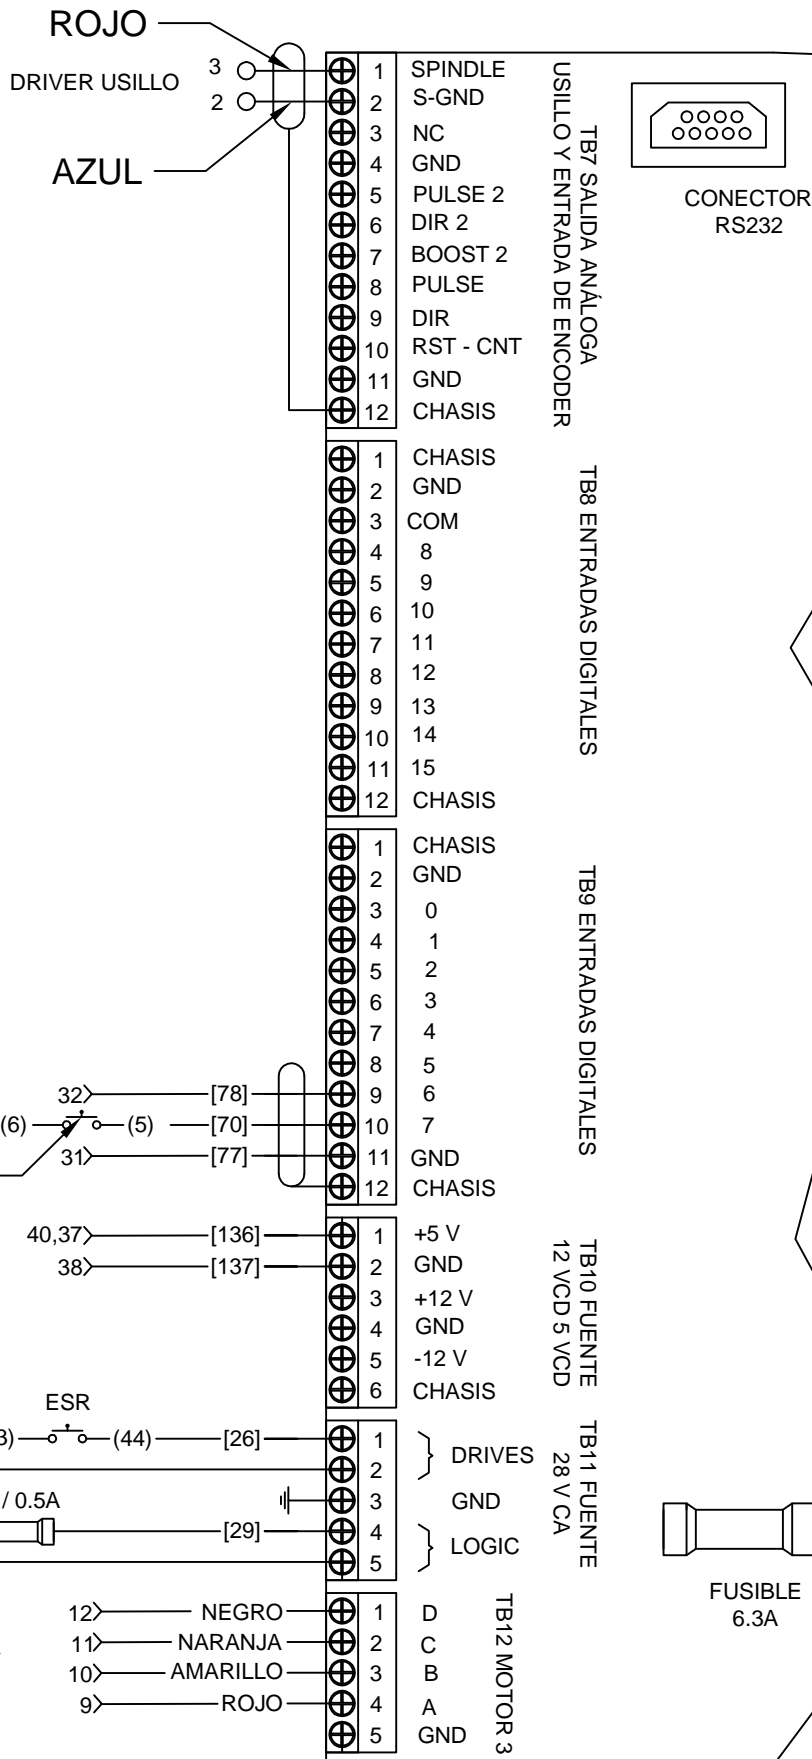 ROJO
DRIVER USILLO
3
2
AZUL
1 SPINDLE
2 S-GND
3 NC
4 GND
5 PULSE 2
6 DIR 2
7 BOOST 2
8 PULSE
9 DIR
10 RST - CNT
11 GND
12 CHASIS
TB7 SALIDA ANÁLOGA
USILLO Y ENTRADA DE ENCODER
CONECTOR
RS232
1 CHASIS
2 GND
3 COM
4 8
5 9
6 10
7 11
8 12
9 13
10 14
11 15
12 CHASIS
TB8 ENTRADAS DIGITALES
1 CHASIS
2 GND
3 0
4 1
5 2
6 3
7 4
8 5
32 [78] 9 6
(6) (5) [70] 10 7
31 [77] 11 GND
12 CHASIS
TB9 ENTRADAS DIGITALES
40,37 [136] 1 +5 V
38 [137] 2 GND
3 +12 V
4 GND
5 -12 V
6 CHASIS
TB10 FUENTE
12 VCD 5 VCD
ESR
3) (44) [26] 1
2
DRIVES
3 GND
/ 0.5A
[29] 4
5
LOGIC
TB11 FUENTE
28 V CA
FUSIBLE
6.3A
12 NEGRO 1 D
11 NARANJA 2 C
10 AMARILLO 3 B
9 ROJO 4 A
5 GND
TB12 MOTOR 3